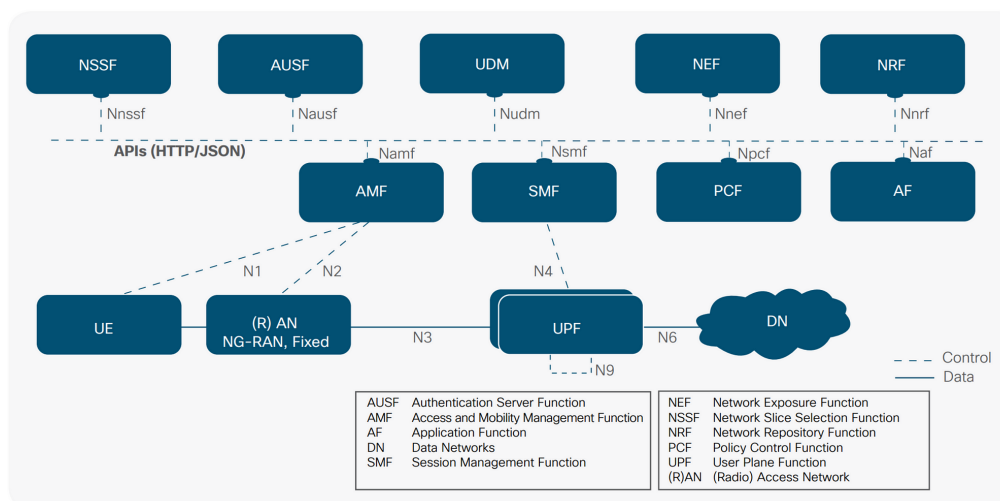 NSSF
AUSF
UDM
NEF
NRF
Nnssf
Nausf
Nudm
Nnef
Nnrf
APIs (HTTP/JSON)
Namf
Nsmf
Npcf
Naf
AMF
SMF
PCF
AF
N1
N2
N4
UE
(R) AN
NG-RAN, Fixed
N3
UPF
N6
DN
N9
Control
Data
AUSF Authentication Server Function
AMF Access and Mobility Management Function
AF Application Function
DN Data Networks
SMF Session Management Function
NEF Network Exposure Function
NSSF Network Slice Selection Function
NRF Network Repository Function
PCF Policy Control Function
UPF User Plane Function
(R)AN (Radio) Access Network